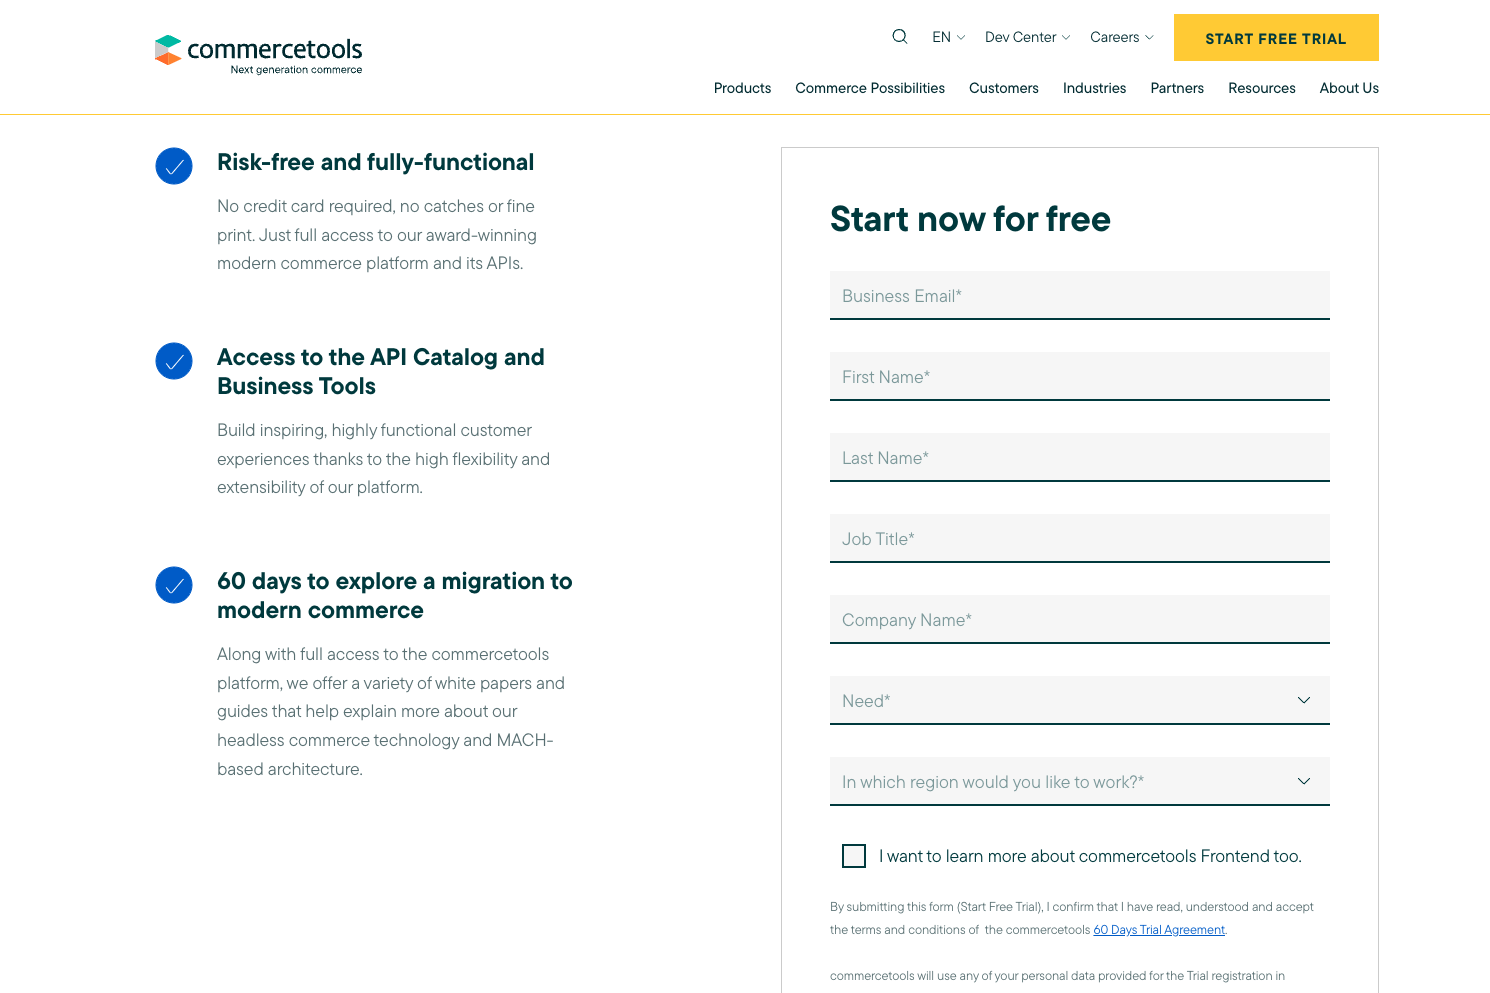 commercetools
Next generation commerce
EN
Dev Center
Careers
START FREE TRIAL
Products
Commerce Possibilities
Customers
Industries
Partners
Resources
About Us
Risk-free and fully-functional
No credit card required, no catches or fine
print. Just full access to our award-winning
modern commerce platform and its APIs.
Access to the API Catalog and
Business Tools
Build inspiring, highly functional customer
experiences thanks to the high flexibility and
extensibility of our platform.
60 days to explore a migration to
modern commerce
Along with full access to the commercetools
platform, we offer a variety of white papers and
guides that help explain more about our
headless commerce technology and MACH-
based architecture.
Start now for free
Business Email*
First Name*
Last Name*
Job Title*
Company Name*
Need*
In which region would you like to work?*
I want to learn more about commercetools Frontend too.
By submitting this form (Start Free Trial), I confirm that I have read, understood and accept
the terms and conditions of the commercetools 60 Days Trial Agreement.
commercetools will use any of your personal data provided for the Trial registration in